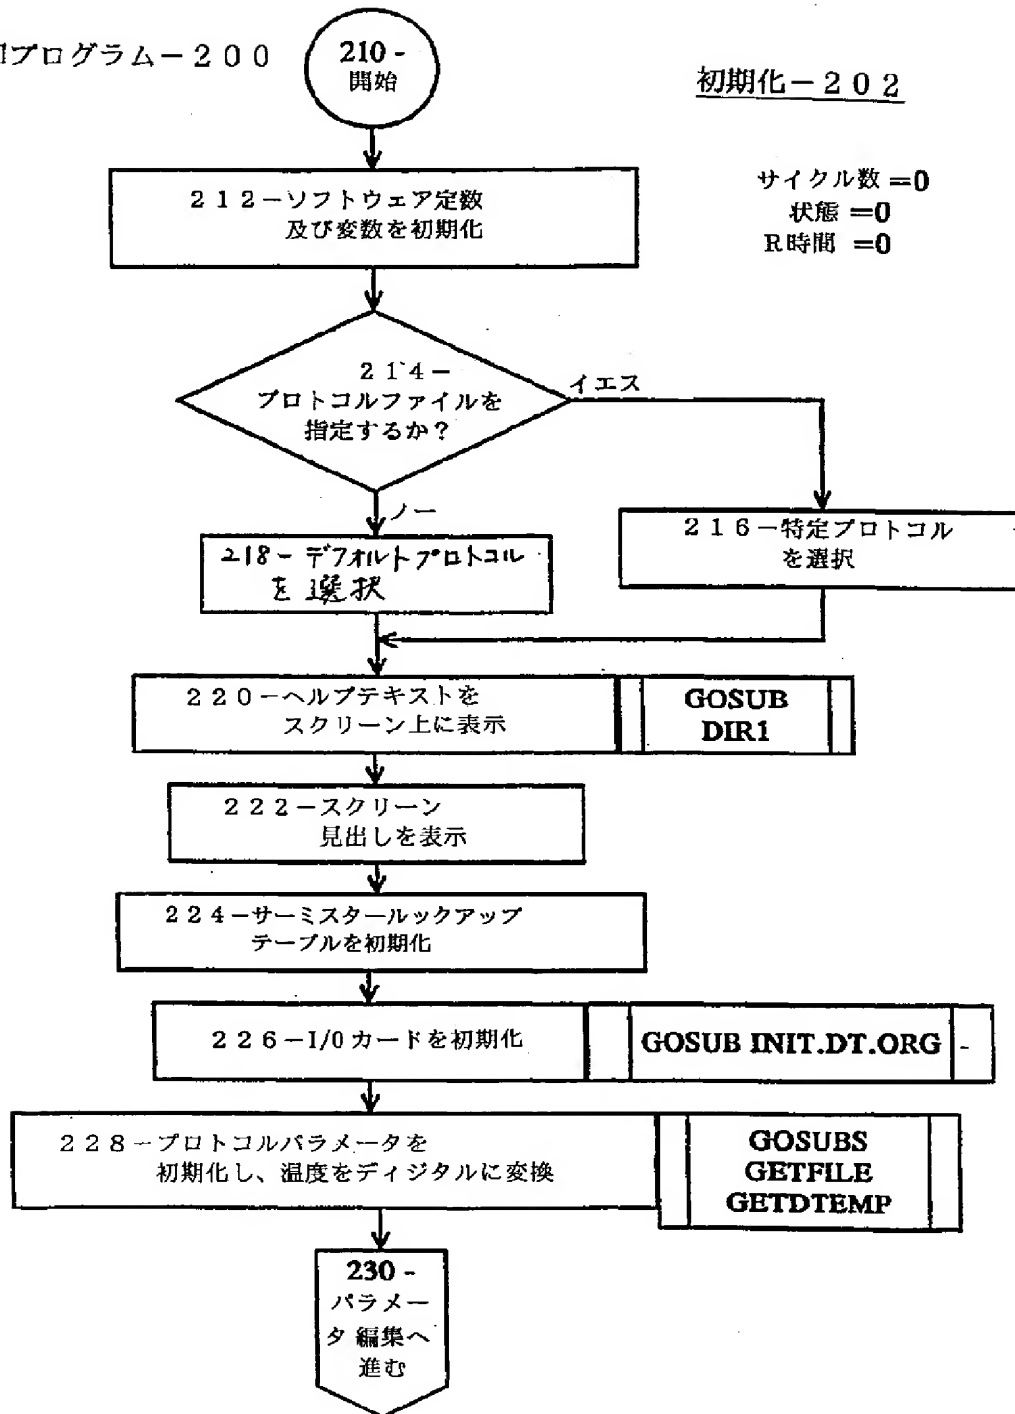 プログラム－２００
210 -
開始
初期化－２０２
サイクル数 =0
状態 =0
R時間 =0
２１２－ソフトウェア定数
及び変数を初期化
２１４－
プロトコルファイルを
指定するか？
イエス
ノー
２１６－特定プロトコル
を選択
218 - デフォルトプロトコル
を選択
２２０－ヘルプテキストを
スクリーン上に表示
GOSUB
DIR1
２２２－スクリーン
見出しを表示
２２４－サーミスタールックアップ
テーブルを初期化
２２６－I/0 カードを初期化
GOSUB INIT.DT.ORG
２２８－プロトコルパラメータを
初期化し、温度をディジタルに変換
GOSUBS
GETFILE
GETDTEMP
230 -
パラメー
タ 編集へ
進む